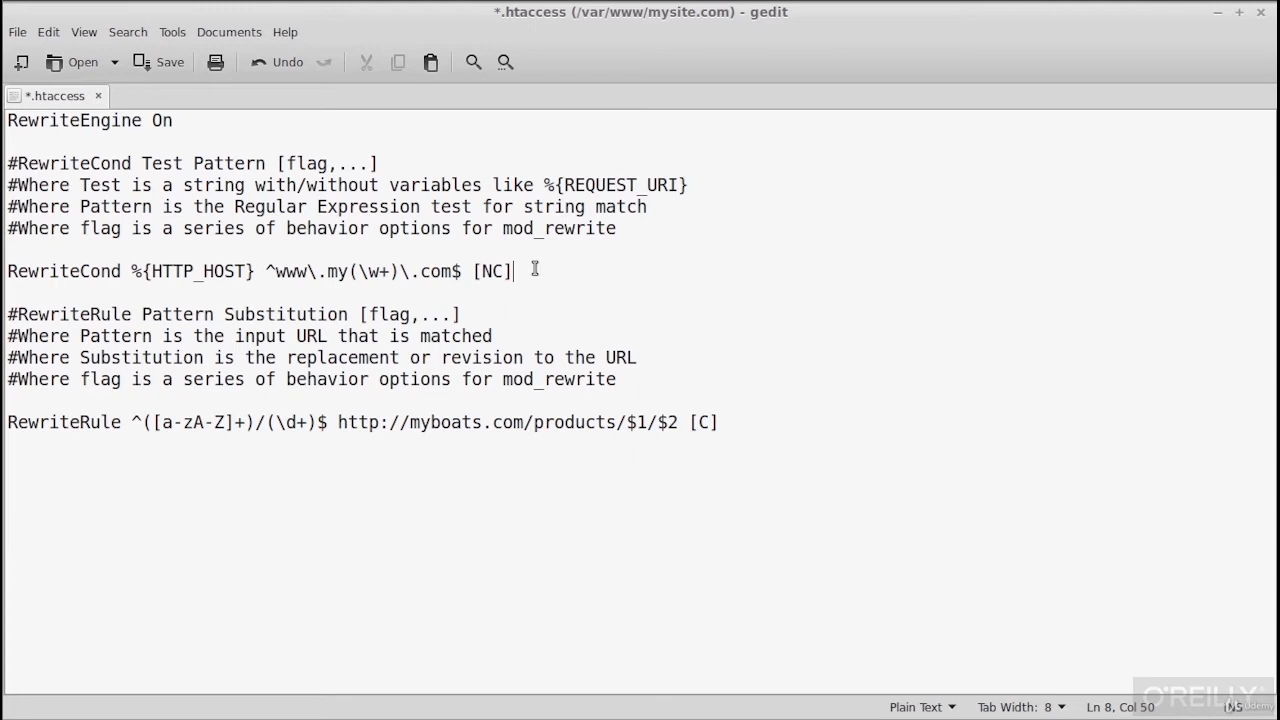 *.htaccess (/var/www/mysite.com) - gedit
File Edit View Search Tools Documents Help
Open Save Undo
*.htaccess
RewriteEngine On
#RewriteCond Test Pattern [flag,...]
#Where Test is a string with/without variables like %{REQUEST_URI}
#Where Pattern is the Regular Expression test for string match
#Where flag is a series of behavior options for mod_rewrite
RewriteCond %{HTTP_HOST} ^www\.my(\w+)\.com$ [NC]
#RewriteRule Pattern Substitution [flag,...]
#Where Pattern is the input URL that is matched
#Where Substitution is the replacement or revision to the URL
#Where flag is a series of behavior options for mod_rewrite
RewriteRule ^([a-zA-Z]+)/(\d+)$ http://myboats.com/products/$1/$2 [C]
Plain Text Tab Width: 8 Ln 8, Col 50
O'REILLY
Udemy